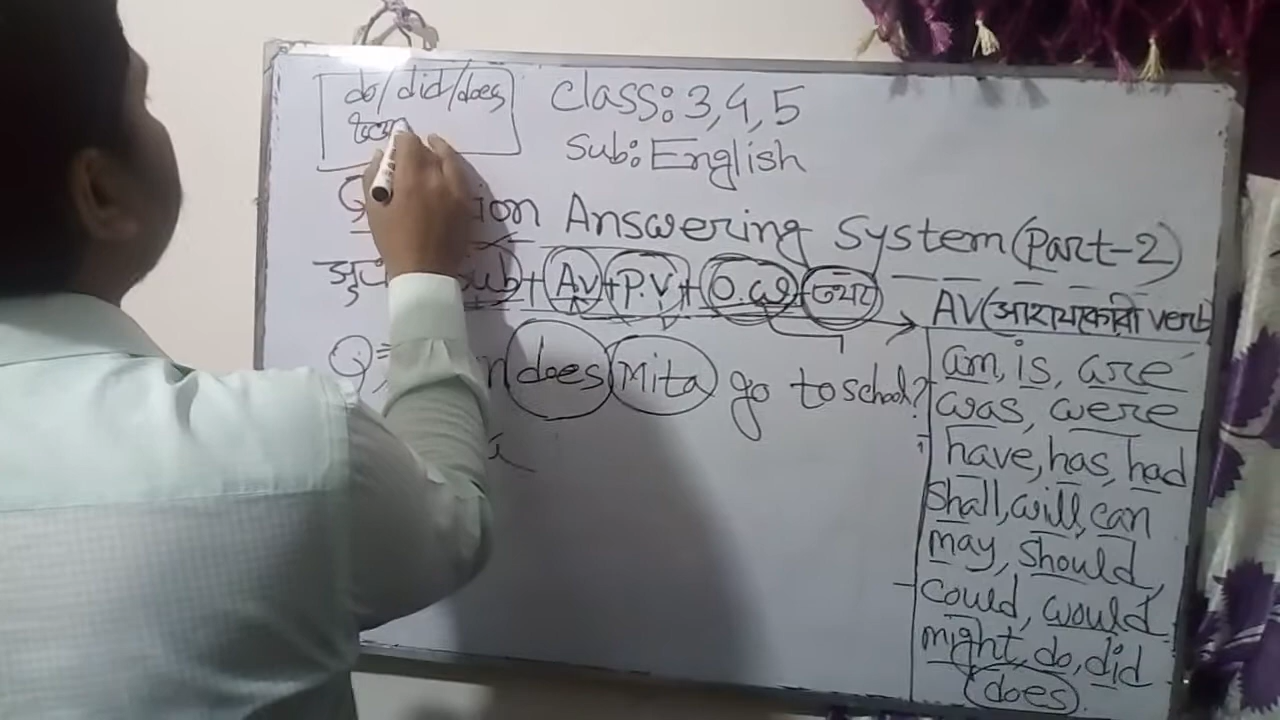 do/did/does
Class: 3, 4, 5
Sub: English
Answering System (Part-2)
+ AV + P.V + O.W +
AV ( verb)
am, is, are
was, were
have, has, had
shall, will, can
may, should,
could, would
might, do, did
does
Q does Mita go to school?